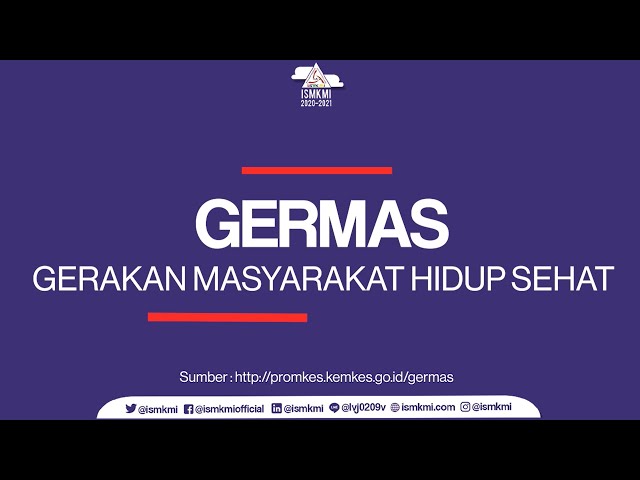 ISMKMI
2020-2021
GERMAS
GERAKAN MASYARAKAT HIDUP SEHAT
Sumber : http://promkes.kemkes.go.id/germas
@ismkmi @ismkmiofficial @ismkmi @lvj0209v ismkmi.com @ismkmi